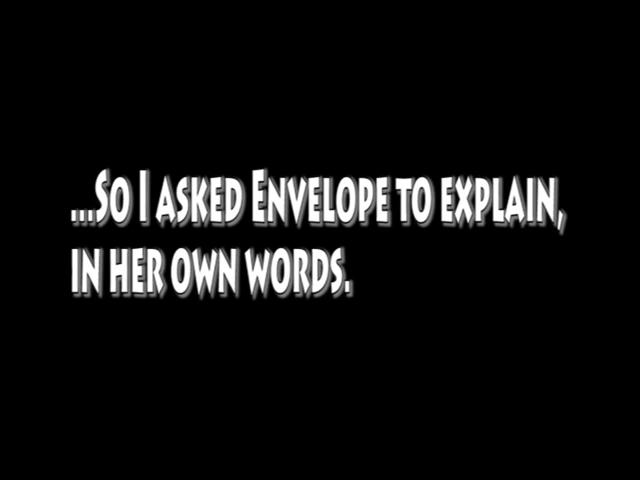 ...So I asked Envelope to explain,
in her own words.